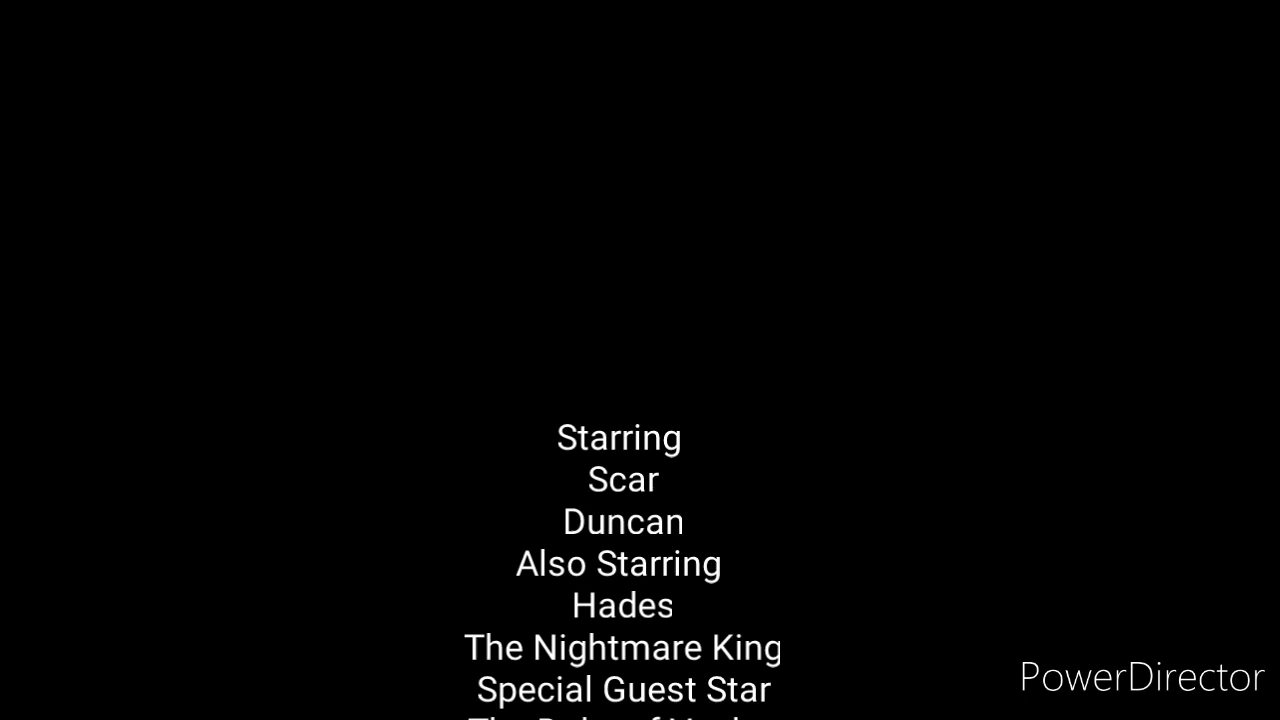 Starring
Scar
Duncan
Also Starring
Hades
The Nightmare King
Special Guest Star
PowerDirector